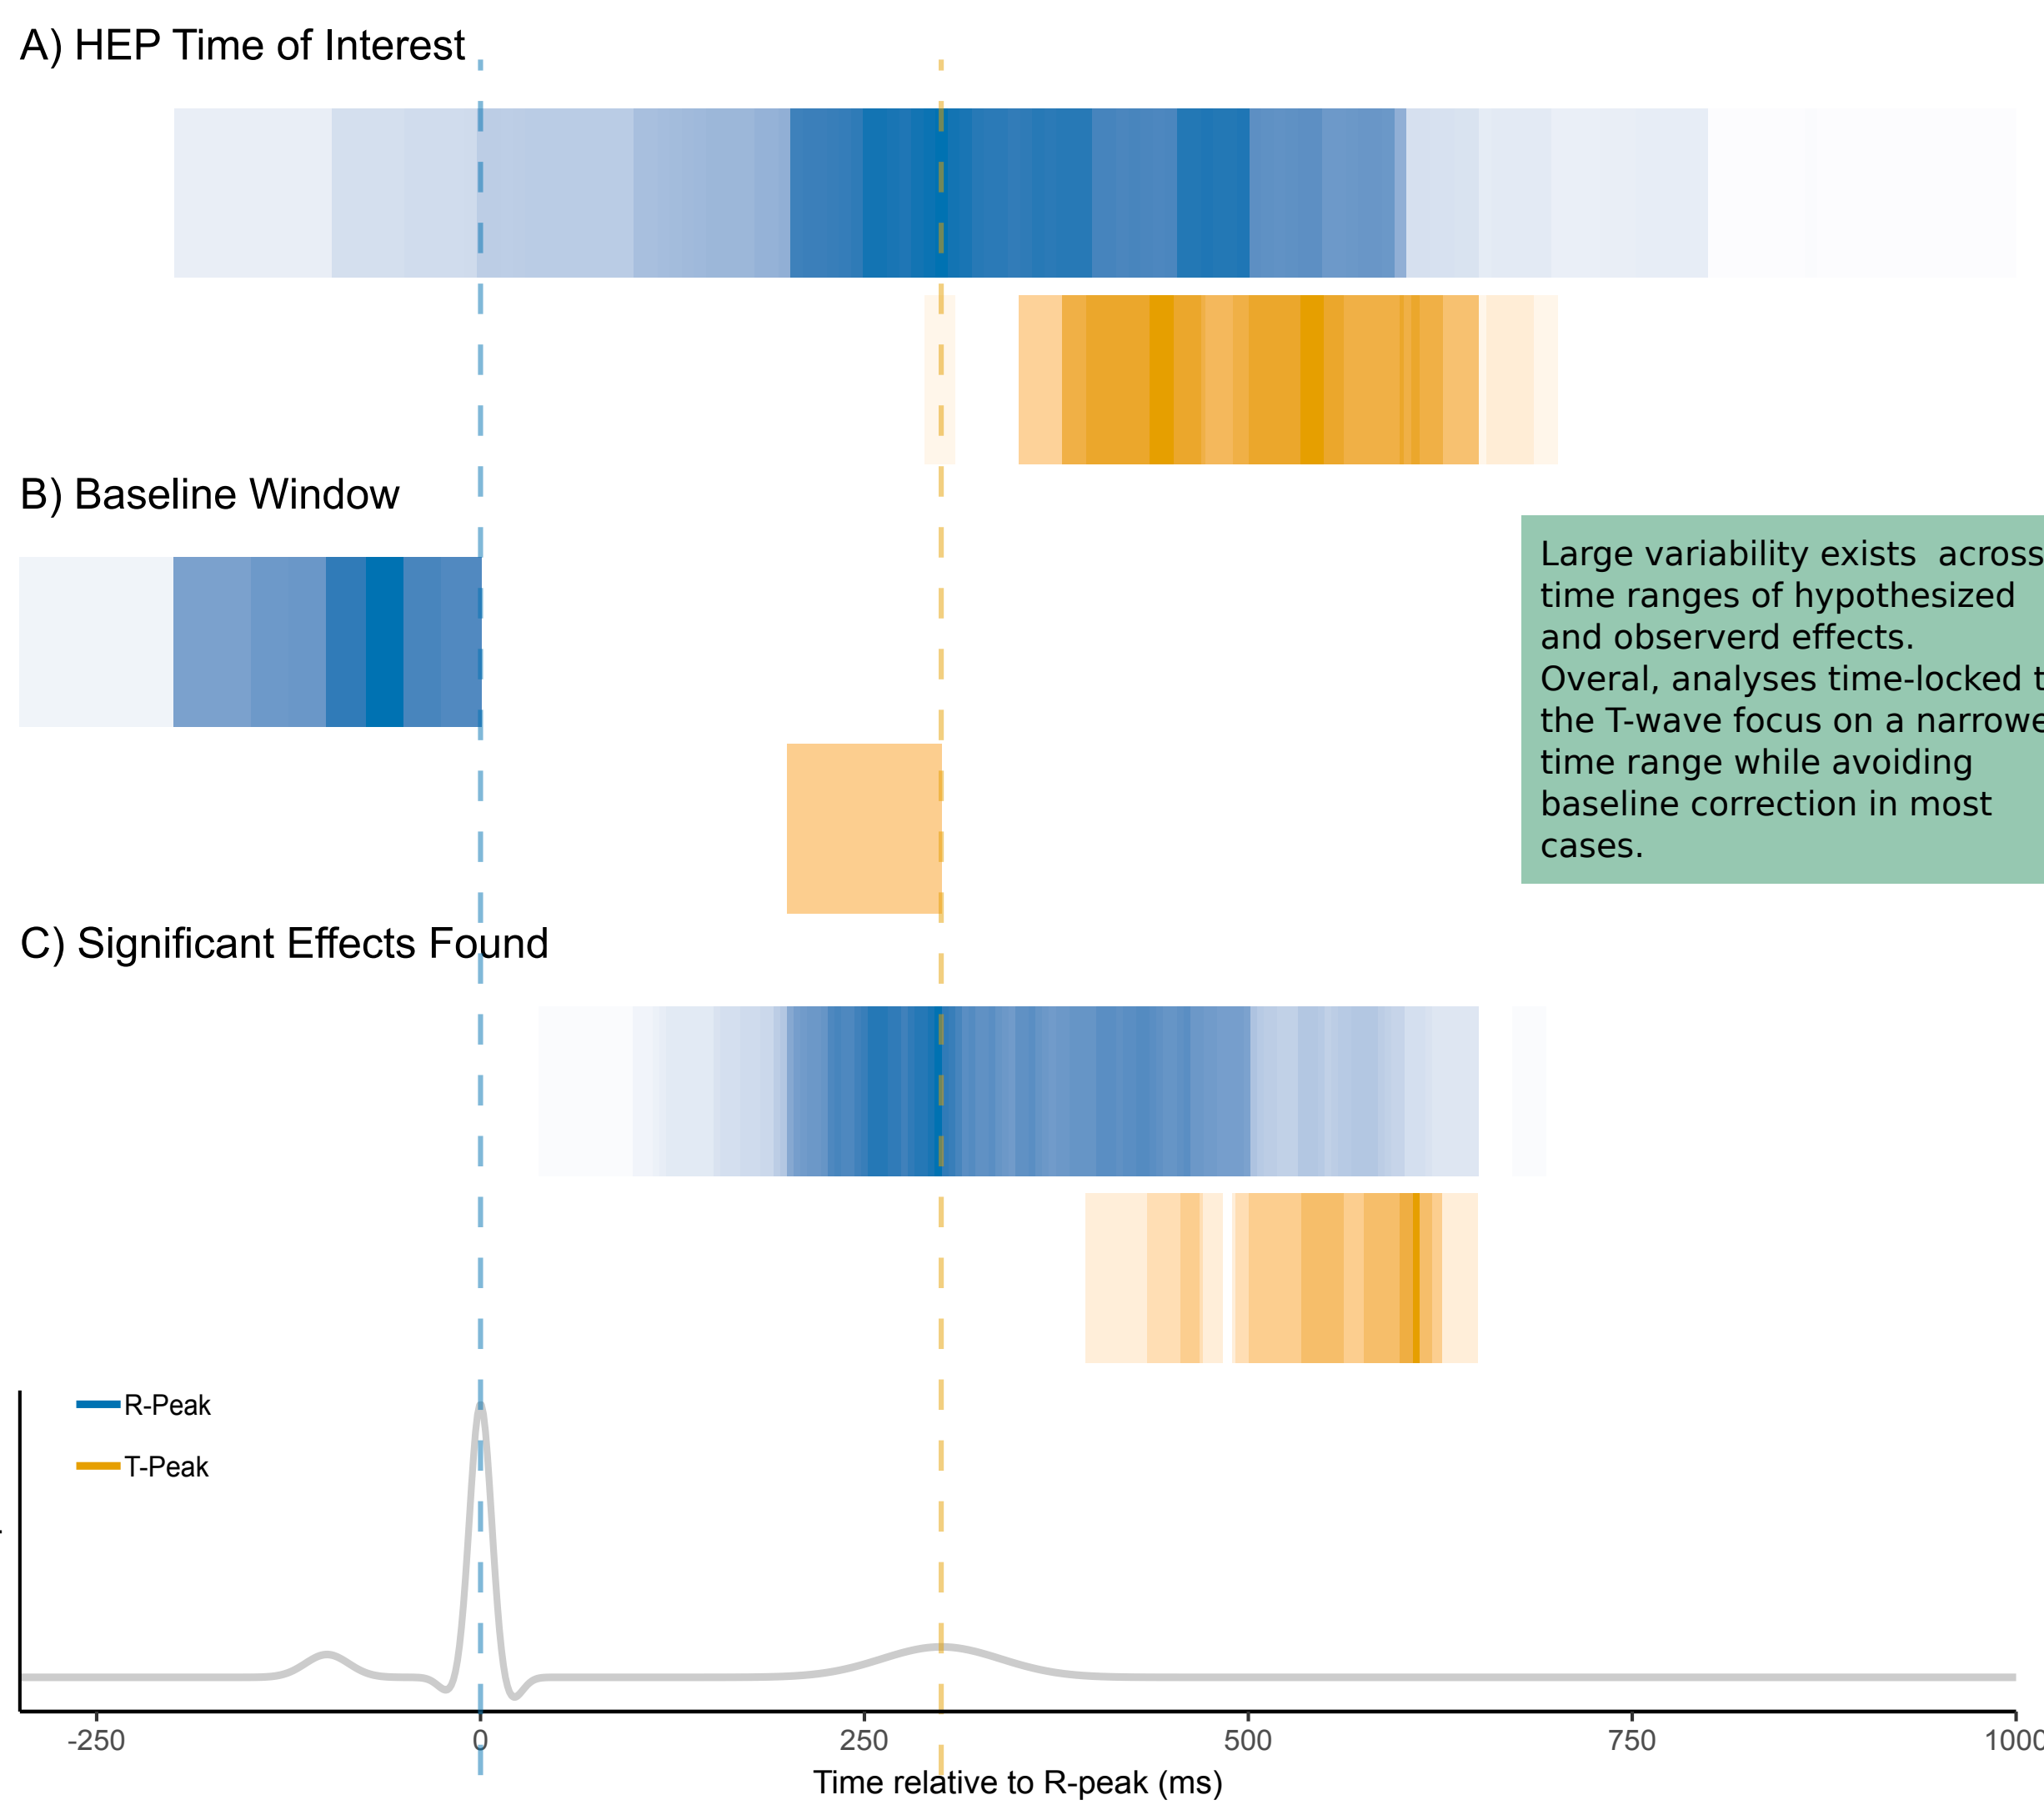 A) HEP Time of Interest
B) Baseline Window
Large variability exists  across
time ranges of hypothesized
and observerd effects.
Overal, analyses time-locked t
the T-wave focus on a narrowe
time range while avoiding
baseline correction in most
cases.
C) Significant Effects Found
R-Peak
T-Peak
-250 0 250 500 750 1000
Time relative to R-peak (ms)